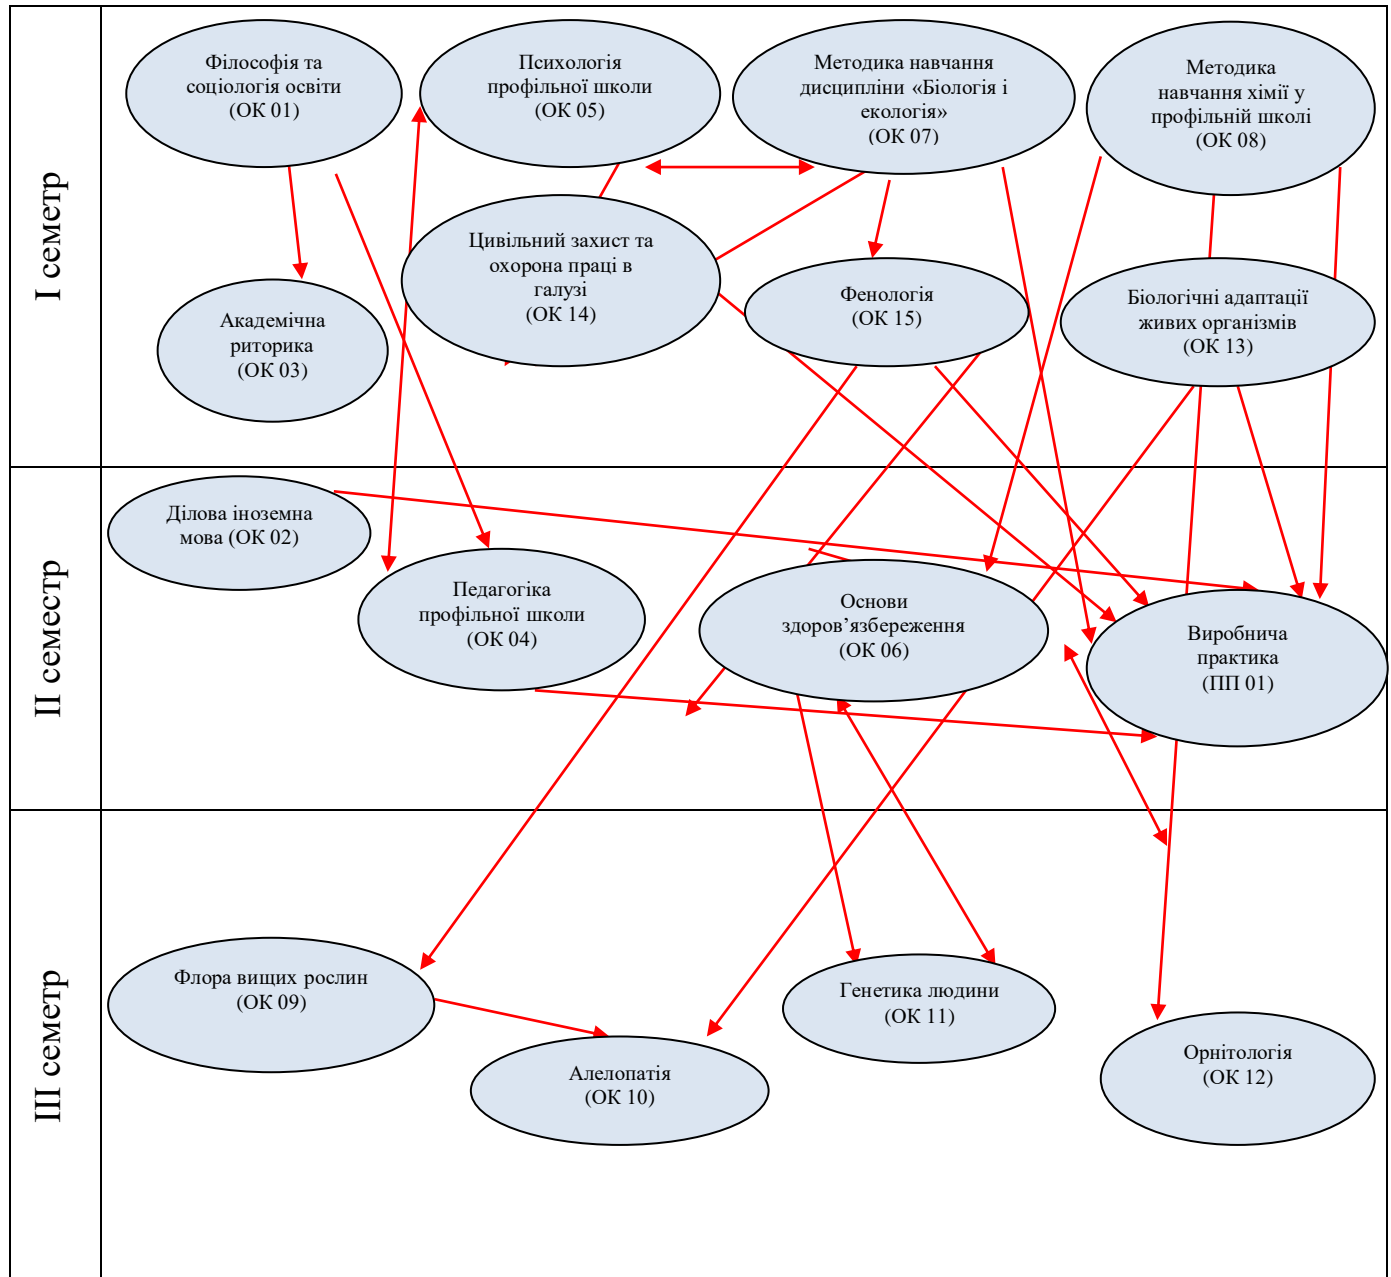 І семетр
Філософія та
соціологія освіти
(ОК 01)
Психологія
профільної школи
(ОК 05)
Методика навчання
дисципліни «Біологія і
екологія»
(ОК 07)
Методика
навчання хімії у
профільній школі
(ОК 08)
Цивільний захист та
охорона праці в
галузі
(ОК 14)
Фенологія
(ОК 15)
Біологічні адаптації
живих організмів
(ОК 13)
Академічна
риторика
(ОК 03)
ІІ семестр
Ділова іноземна
мова (ОК 02)
Педагогіка
профільної школи
(ОК 04)
Основи
здоров’язбереження
(ОК 06)
Виробнича
практика
(ПП 01)
ІІІ семетр
Флора вищих рослин
(ОК 09)
Алелопатія
(ОК 10)
Генетика людини
(ОК 11)
Орнітологія
(ОК 12)